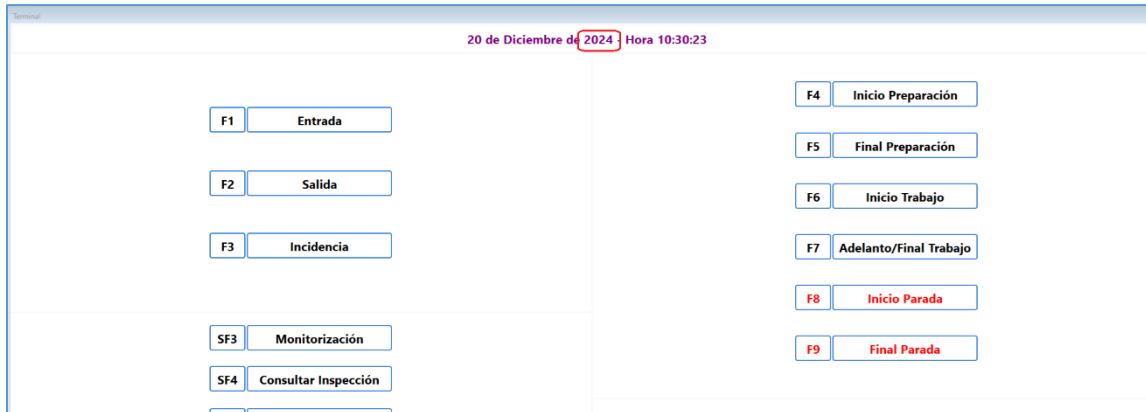 Terminal
20 de Diciembre de 2024 - Hora 10:30:23
F1 Entrada
F2 Salida
F3 Incidencia
SF3 Monitorización
SF4 Consultar Inspección
F4 Inicio Preparación
F5 Final Preparación
F6 Inicio Trabajo
F7 Adelanto/Final Trabajo
F8 Inicio Parada
F9 Final Parada